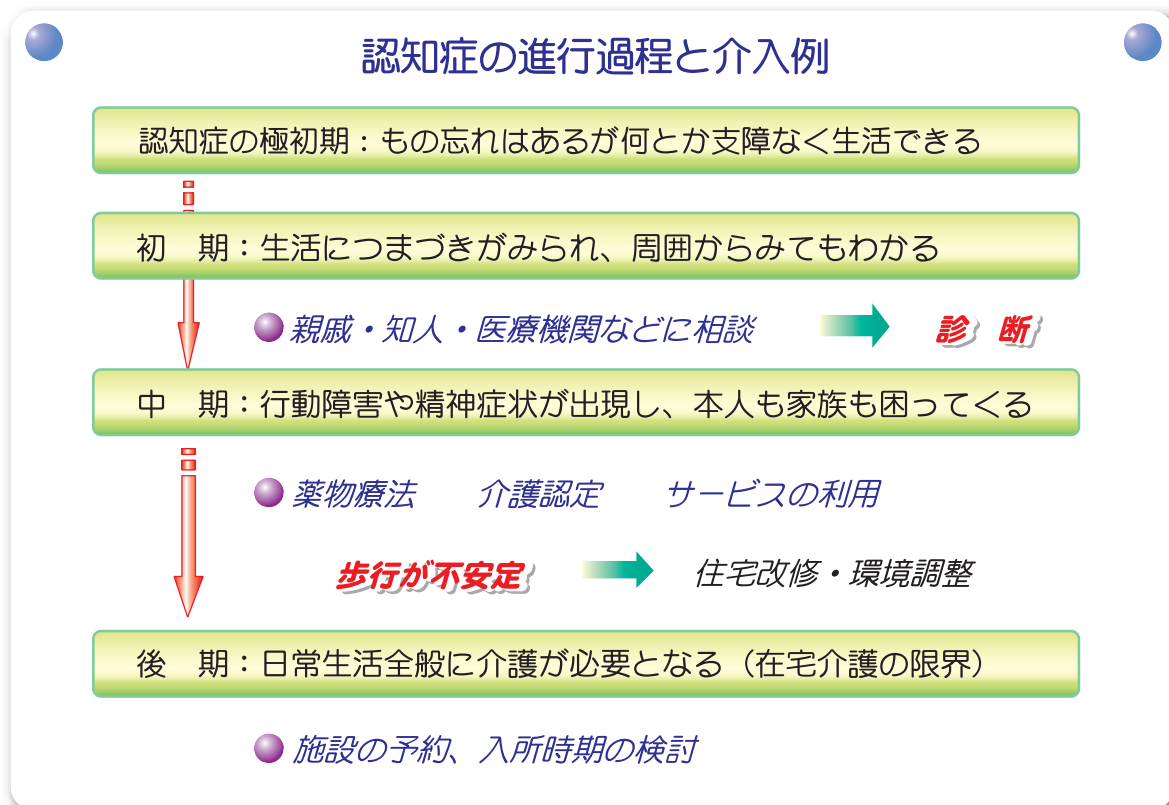 認知症の進行過程と介入例
認知症の極初期：もの忘れはあるが何とか支障なく生活できる
初　期：生活につまづきがみられ、周囲からみてもわかる
親戚・知人・医療機関などに相談　診　断
中　期：行動障害や精神症状が出現し、本人も家族も困ってくる
薬物療法　介護認定　サービスの利用
歩行が不安定　住宅改修・環境調整
後　期：日常生活全般に介護が必要となる（在宅介護の限界）
施設の予約、入所時期の検討